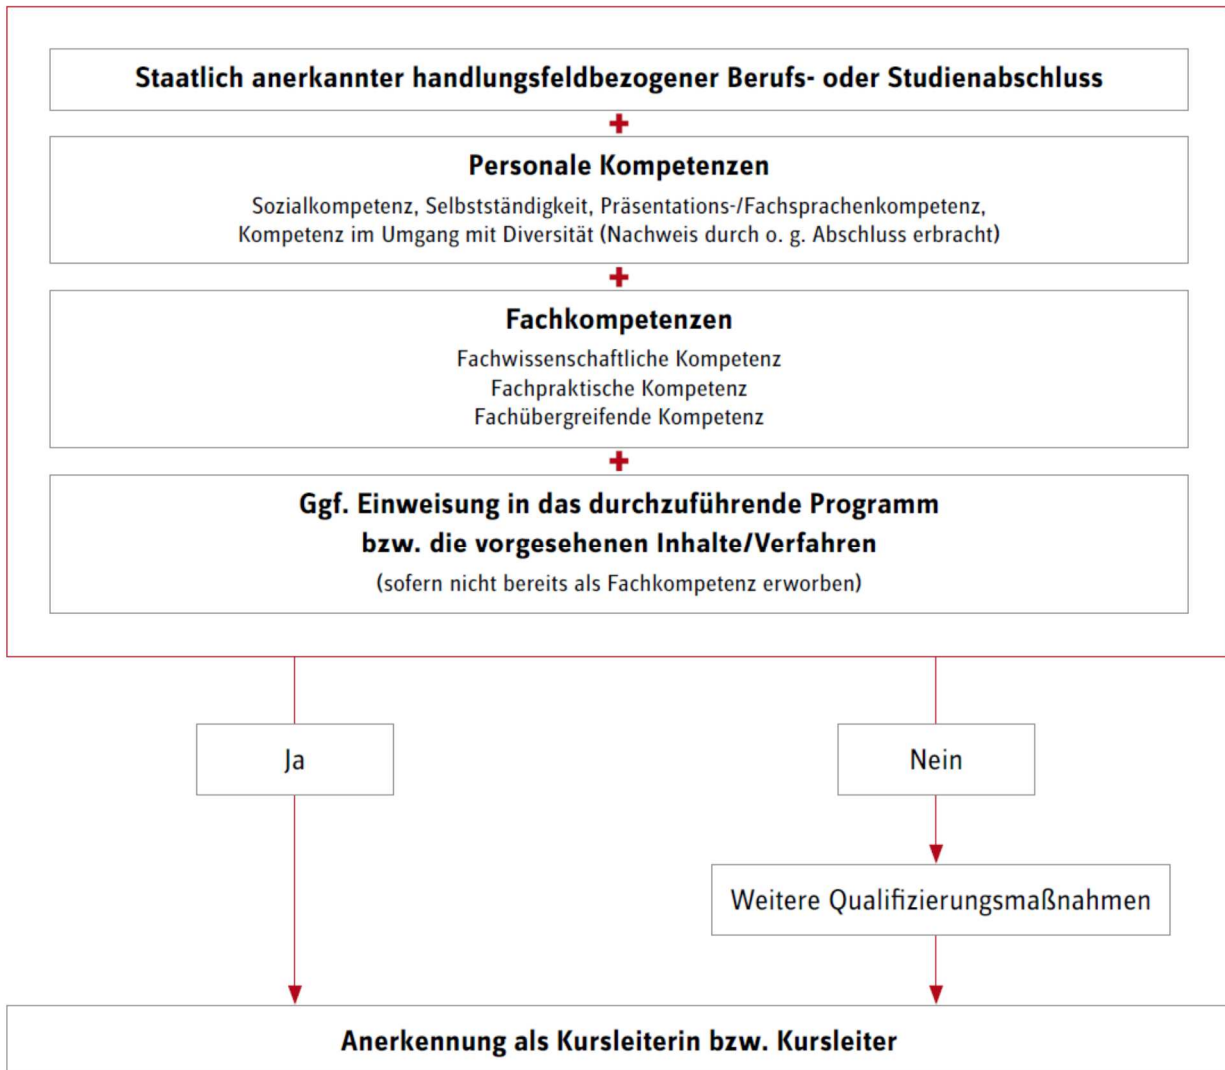 Staatlich anerkannter handlungsfeldbezogener Berufs- oder Studienabschluss
+
Personale Kompetenzen
Sozialkompetenz, Selbstständigkeit, Präsentations-/Fachsprachenkompetenz,
Kompetenz im Umgang mit Diversität (Nachweis durch o. g. Abschluss erbracht)
+
Fachkompetenzen
Fachwissenschaftliche Kompetenz
Fachpraktische Kompetenz
Fachübergreifende Kompetenz
+
Ggf. Einweisung in das durchzuführende Programm
bzw. die vorgesehenen Inhalte/Verfahren
(sofern nicht bereits als Fachkompetenz erworben)
Ja
Nein
Weitere Qualifizierungsmaßnahmen
Anerkennung als Kursleiterin bzw. Kursleiter